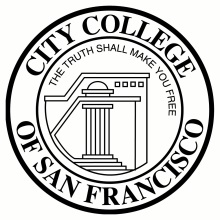 CITY COLLEGE
THE TRUTH SHALL MAKE YOU FREE
OF SAN FRANCISCO